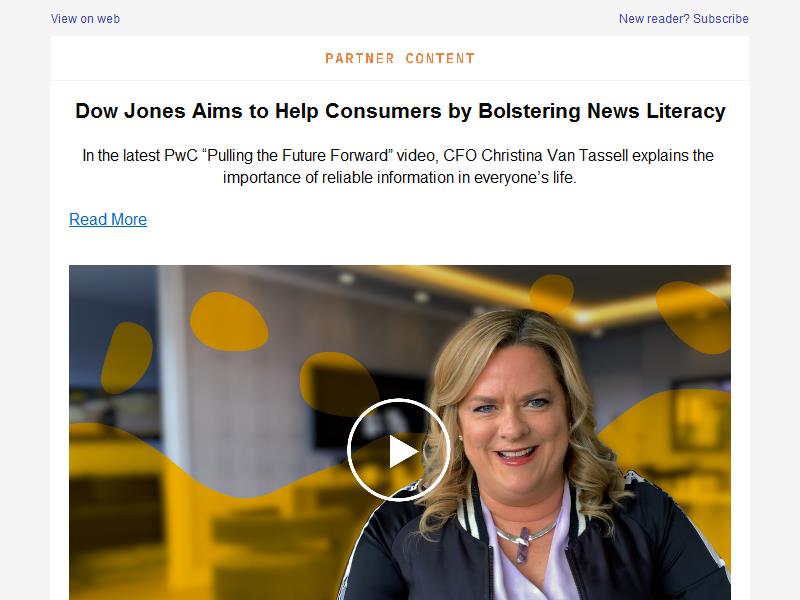 View on web
New reader? Subscribe
PARTNER CONTENT
Dow Jones Aims to Help Consumers by Bolstering News Literacy
In the latest PwC “Pulling the Future Forward” video, CFO Christina Van Tassell explains the
importance of reliable information in everyone’s life.
Read More